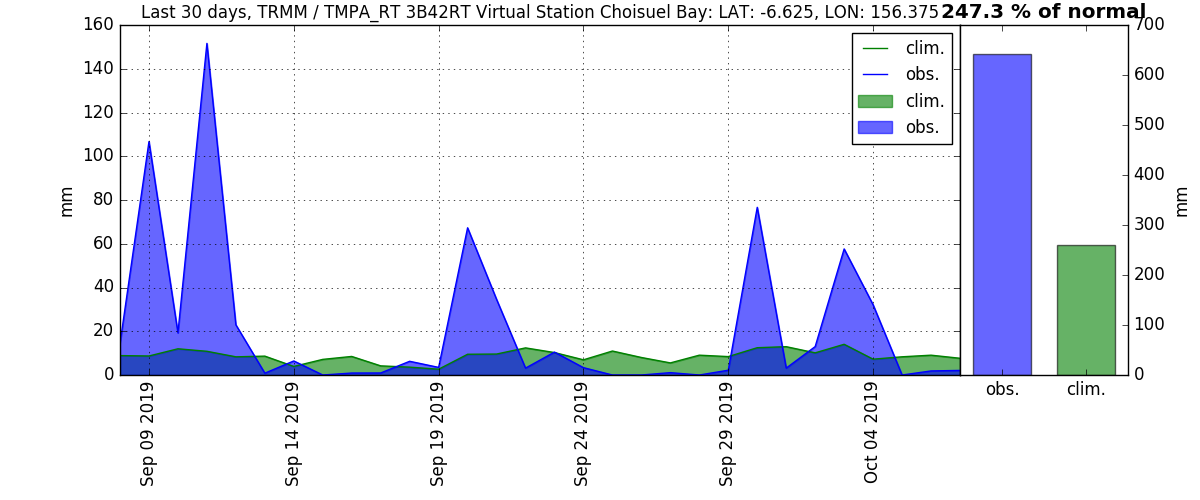 Last 30 days, TRMM / TMPA_RT 3B42RT Virtual Station Choisuel Bay: LAT: -6.625, LON: 156.375
247.3 % of normal
160
140
120
100
80
60
40
20
0
mm
clim.
obs.
clim.
obs.
Sep 09 2019
Sep 14 2019
Sep 19 2019
Sep 24 2019
Sep 29 2019
Oct 04 2019
700
600
500
400
300
200
100
0
mm
obs.
clim.